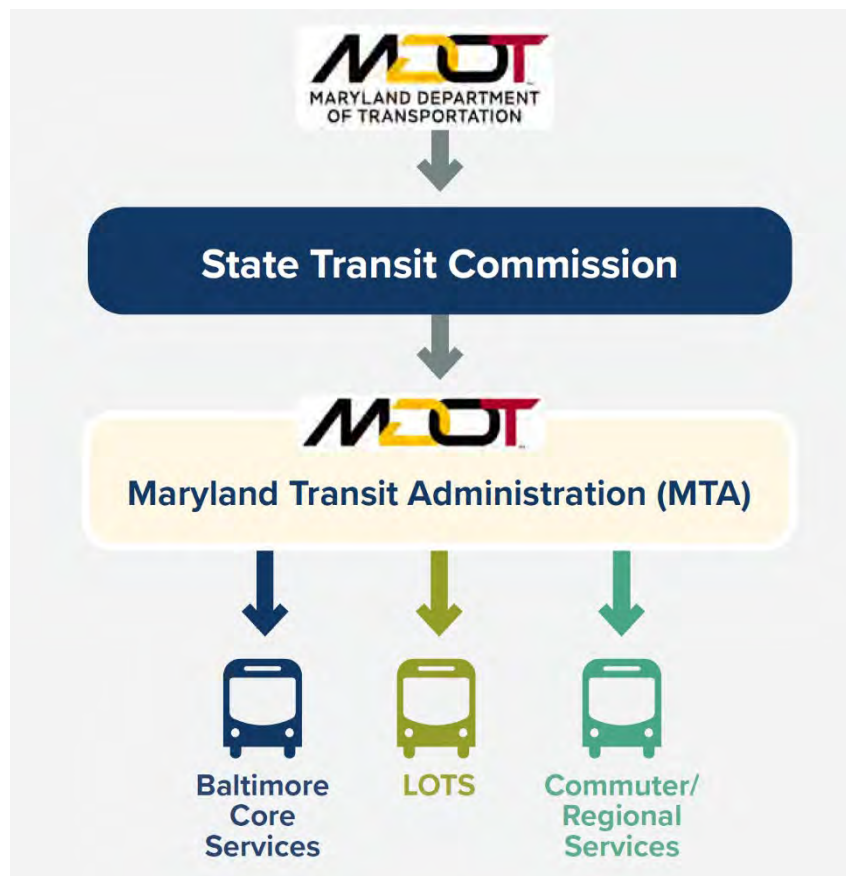 MDOT
MARYLAND DEPARTMENT
OF TRANSPORTATION
State Transit Commission
MDOT
Maryland Transit Administration (MTA)
Baltimore
Core
Services
LOTS
Commuter/
Regional
Services